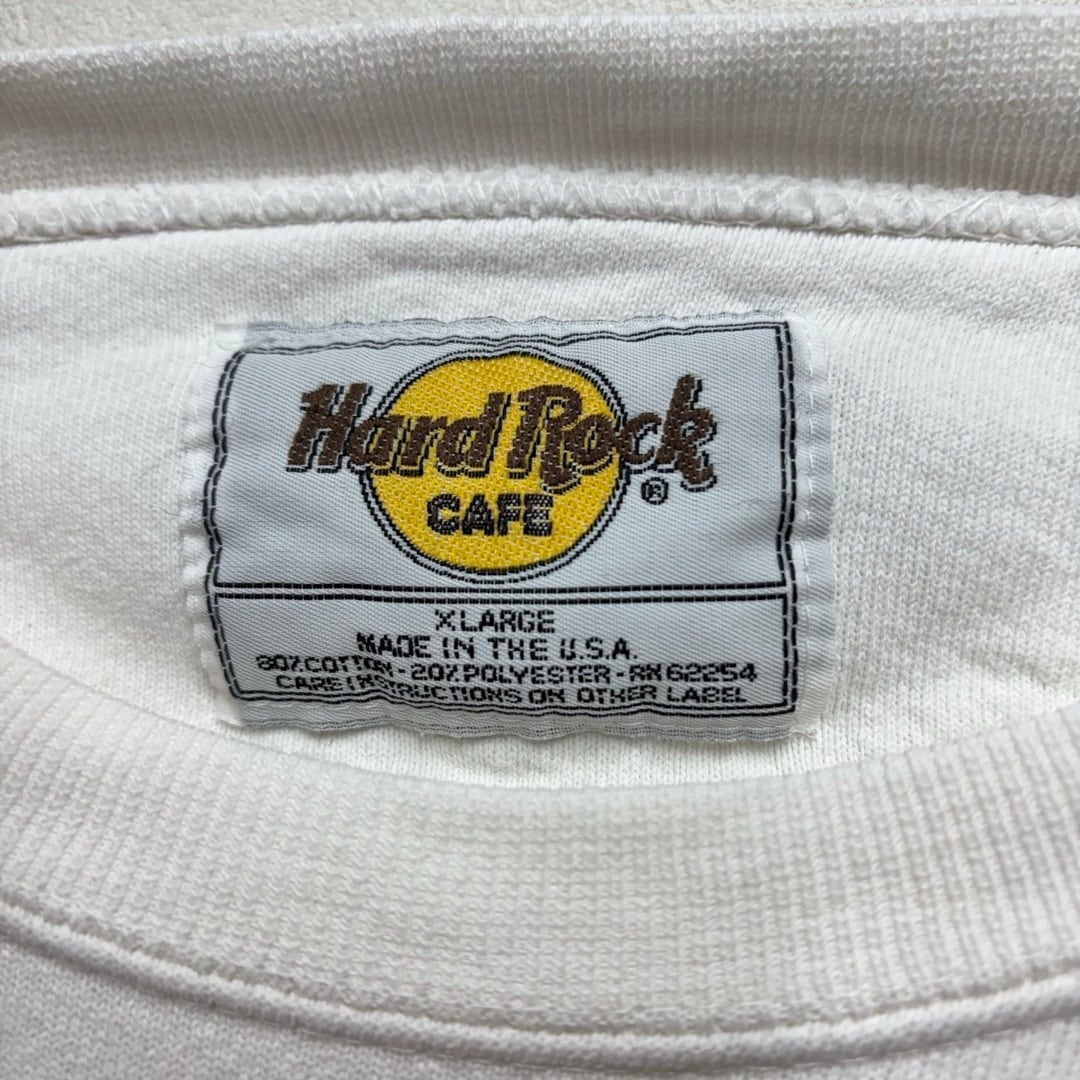 Hard Rock
®
CAFE
XLARGE
MADE IN THE U.S.A.
80% COTTON - 20% POLYESTER - RN 62254
CARE INSTRUCTIONS ON OTHER LABEL